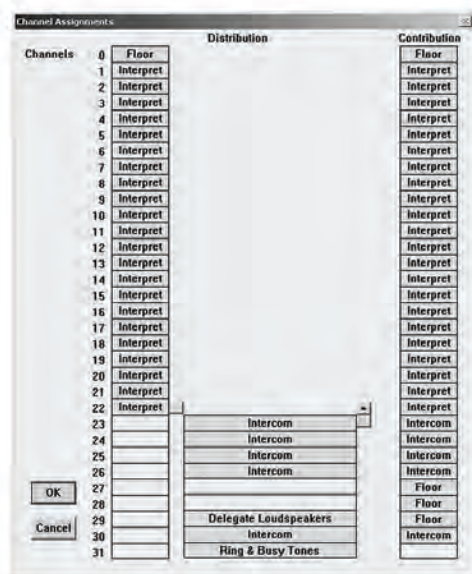 Channel Assignments
Distribution Contribution
Channels 0 Floor Floor
1 Interpret Interpret
2 Interpret Interpret
3 Interpret Interpret
4 Interpret Interpret
5 Interpret Interpret
6 Interpret Interpret
7 Interpret Interpret
8 Interpret Interpret
9 Interpret Interpret
10 Interpret Interpret
11 Interpret Interpret
12 Interpret Interpret
13 Interpret Interpret
14 Interpret Interpret
15 Interpret Interpret
16 Interpret Interpret
17 Interpret Interpret
18 Interpret Interpret
19 Interpret Interpret
20 Interpret Interpret
21 Interpret Interpret
22 Interpret Interpret
23 Intercom Intercom
24 Intercom Intercom
25 Intercom Intercom
26 Intercom Intercom
OK 27 Floor
28 Floor
29 Delegate Loudspeakers Floor
Cancel 30 Intercom Intercom
31 Ring & Busy Tones